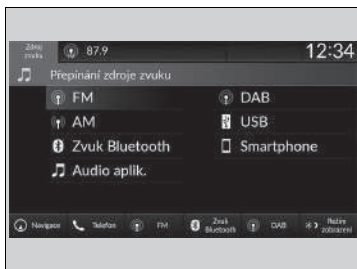 Zdroj
zvuku
87.9
12:34
Přepínání zdroje zvuku
FM
DAB
AM
USB
Zvuk Bluetooth
Smartphone
Audio aplik.
Navigace
Telefon
FM
Zvuk
Bluetooth
DAB
Režim
zobrazení